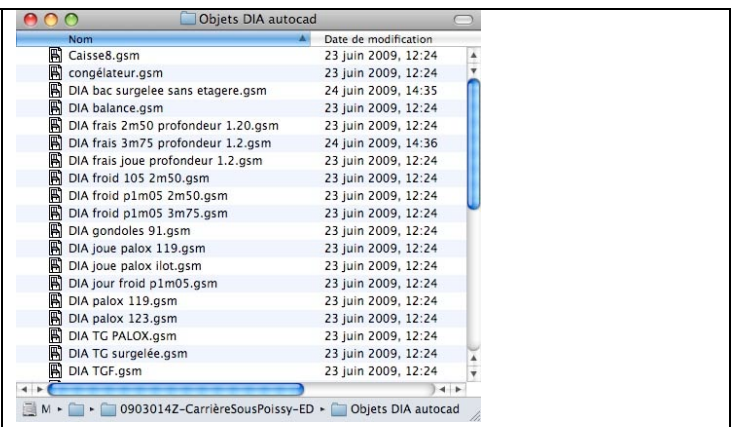 Objets DIA autocad
Nom Date de modification
Caisse8.gsm 23 juin 2009, 12:24
congélateur.gsm 23 juin 2009, 12:24
DIA bac surgelee sans etagere.gsm 24 juin 2009, 14:35
DIA balance.gsm 23 juin 2009, 12:24
DIA frais 2m50 profondeur 1.20.gsm 23 juin 2009, 12:24
DIA frais 3m75 profondeur 1.2.gsm 24 juin 2009, 14:36
DIA frais joue profondeur 1.2.gsm 23 juin 2009, 12:24
DIA froid 105 2m50.gsm 23 juin 2009, 12:24
DIA froid p1m05 2m50.gsm 23 juin 2009, 12:24
DIA froid p1m05 3m75.gsm 23 juin 2009, 12:24
DIA gondoles 91.gsm 23 juin 2009, 12:24
DIA joue palox 119.gsm 23 juin 2009, 12:24
DIA joue palox ilot.gsm 23 juin 2009, 12:24
DIA jour froid p1m05.gsm 23 juin 2009, 12:24
DIA palox 119.gsm 23 juin 2009, 12:24
DIA palox 123.gsm 23 juin 2009, 12:24
DIA TG PALOX.gsm 23 juin 2009, 12:24
DIA TG surgelée.gsm 23 juin 2009, 12:24
DIA TGF.gsm 23 juin 2009, 12:24
M 0903014Z-CarrièreSousPoissy-ED Objets DIA autocad